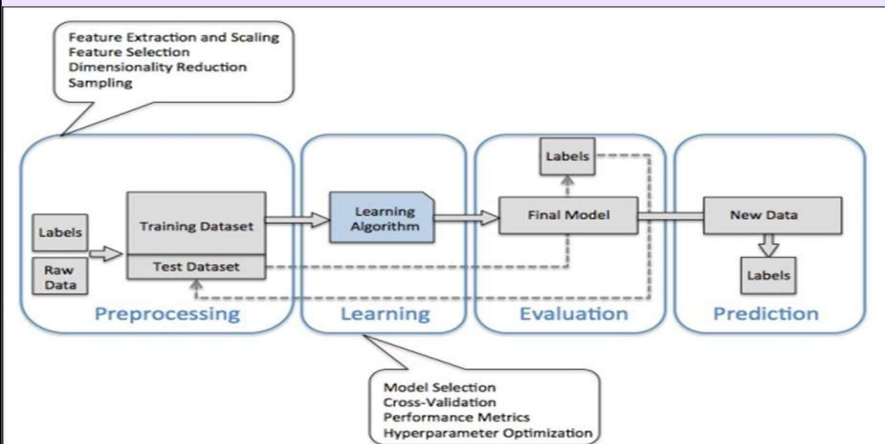 Feature Extraction and Scaling
Feature Selection
Dimensionality Reduction
Sampling
Labels
Raw
Data
Training Dataset
Test Dataset
Preprocessing
Learning
Algorithm
Learning
Labels
Final Model
Evaluation
New Data
Labels
Prediction
Model Selection
Cross-Validation
Performance Metrics
Hyperparameter Optimization